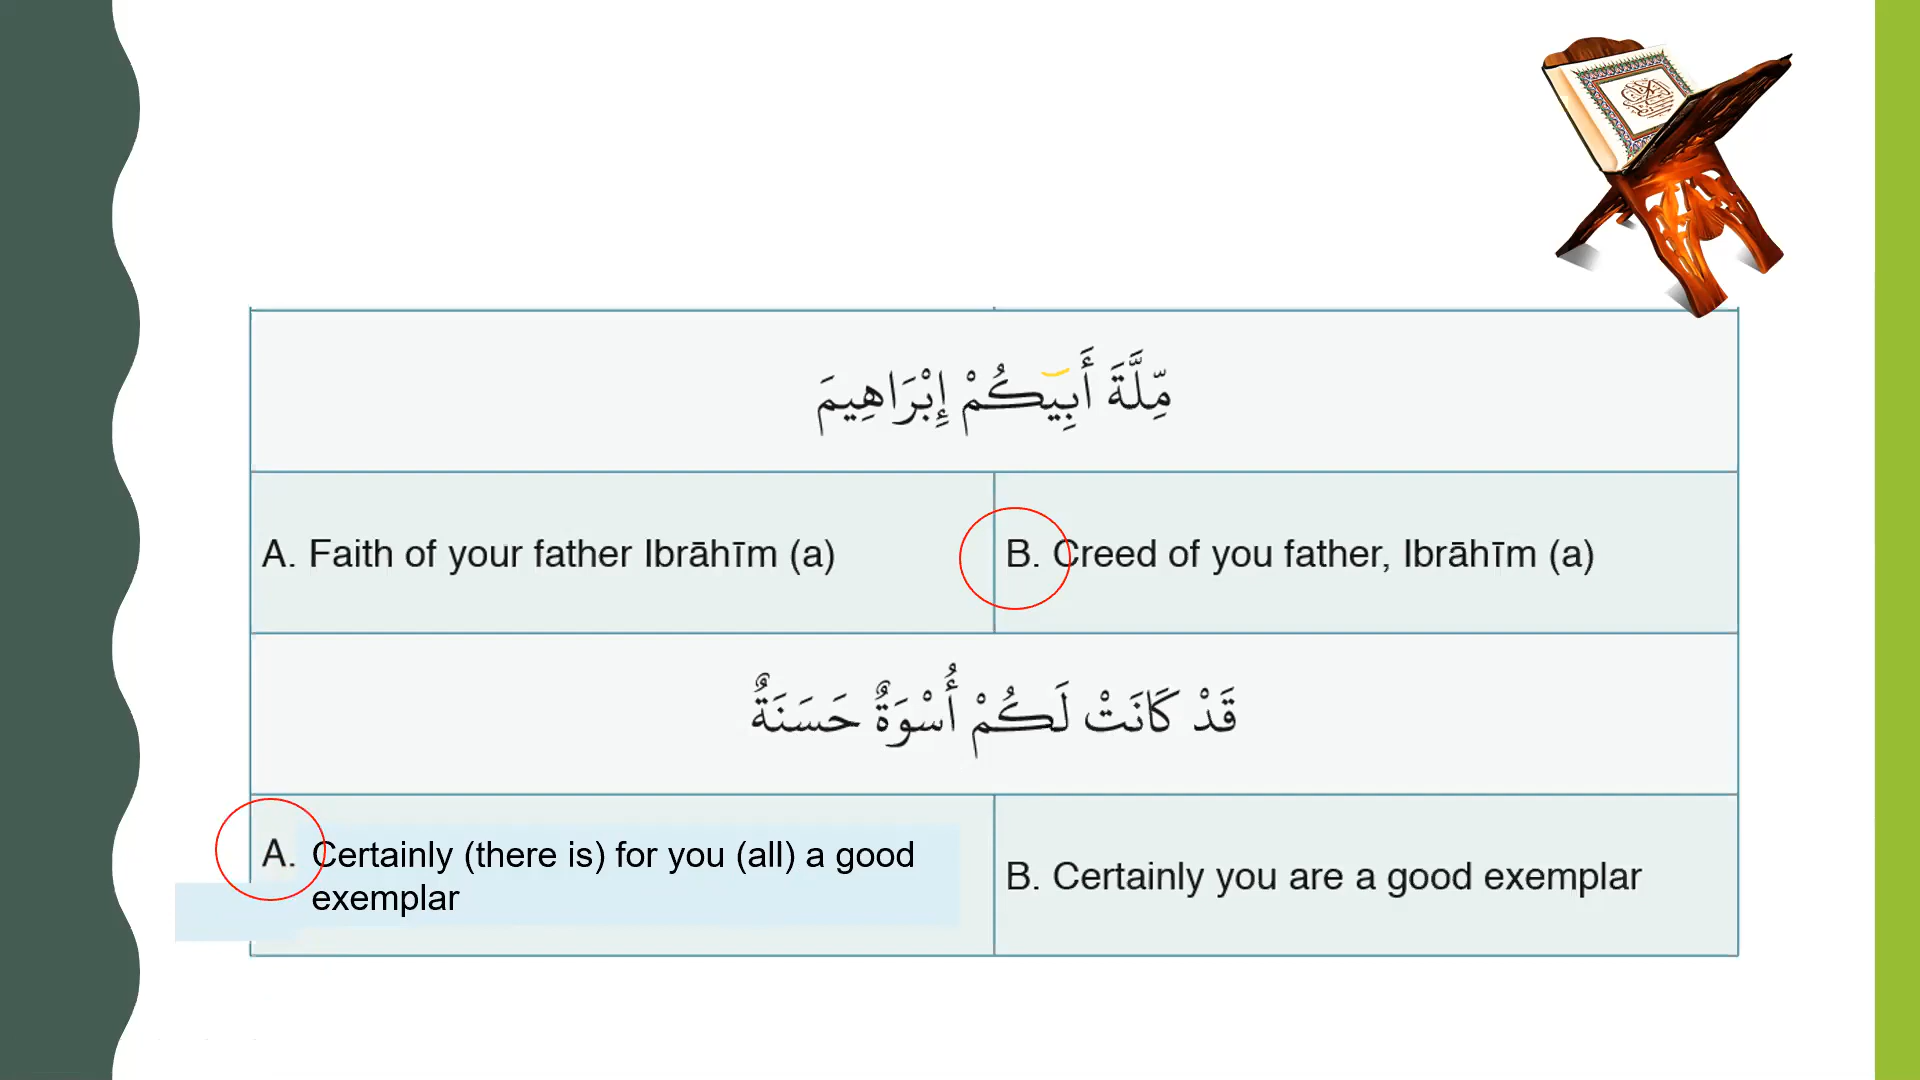 مِّلَّةَ أَبِيكُمْ إِبْرَاهِيمَ
A. Faith of your father Ibrāhīm (a)
B. Creed of you father, Ibrāhīm (a)
قَدْ كَانَتْ لَكُمْ أُسْوَةٌ حَسَنَةٌ
A. Certainly (there is) for you (all) a good
exemplar
B. Certainly you are a good exemplar